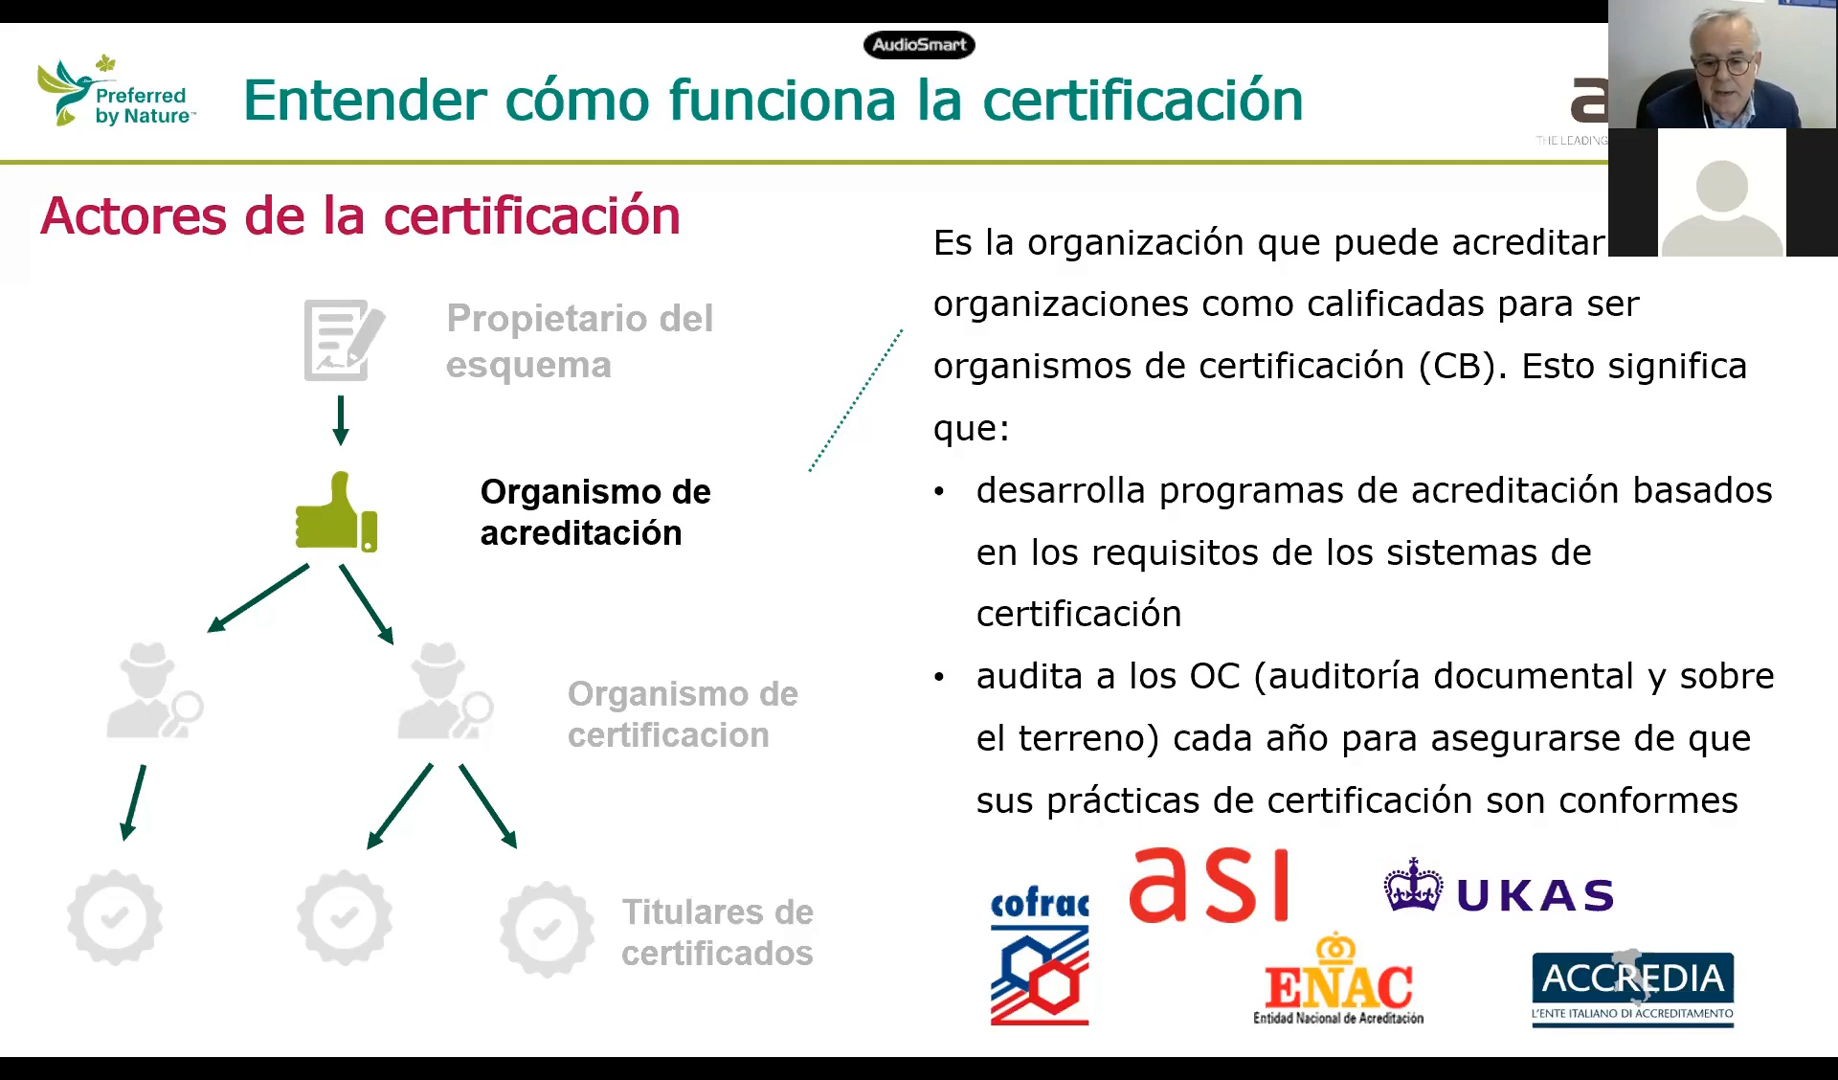 AudioSmart
Preferred
by Nature™
Entender cómo funciona la certificación
a
THE LEADING
Actores de la certificación
Propietario del
esquema
Organismo de
acreditación
Organismo de
certificacion
Titulares de
certificados
Es la organización que puede acreditar
organizaciones como calificadas para ser
organismos de certificación (CB). Esto significa
que:
• desarrolla programas de acreditación basados
en los requisitos de los sistemas de
certificación
• audita a los OC (auditoría documental y sobre
el terreno) cada año para asegurarse de que
sus prácticas de certificación son conformes
cofrac
asi
UKAS
ENAC
Entidad Nacional de Acreditación
ACCREDIA
L'ENTE ITALIANO DI ACCREDITAMENTO